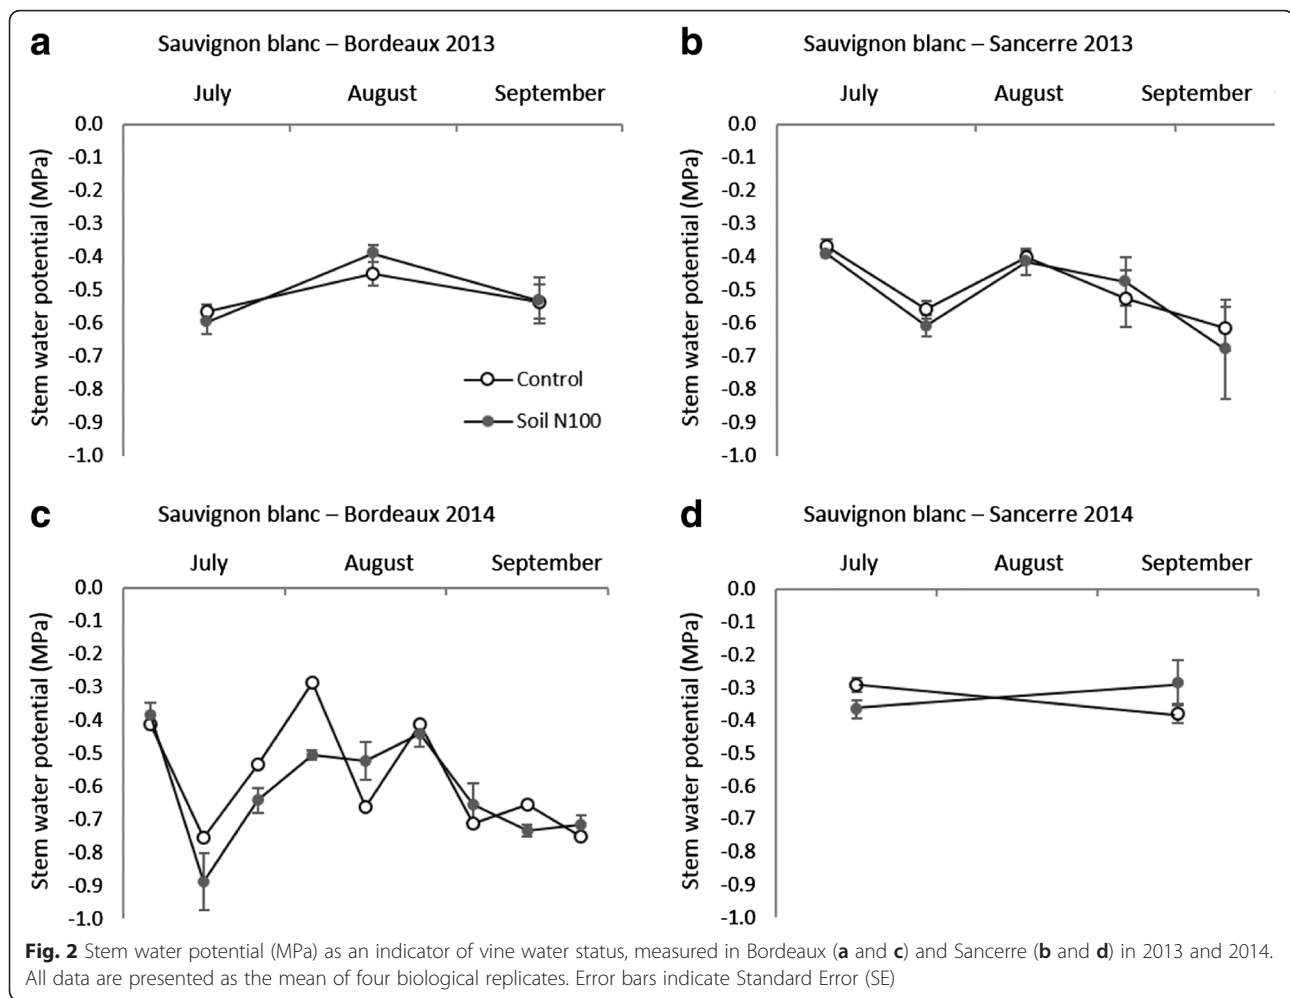 a
Sauvignon blanc – Bordeaux 2013
July August September
Stem water potential (MPa)
0.0
-0.1
-0.2
-0.3
-0.4
-0.5
-0.6
-0.7
-0.8
-0.9
-1.0
Control
Soil N100
b
Sauvignon blanc – Sancerre 2013
July August September
Stem water potential (MPa)
0.0
-0.1
-0.2
-0.3
-0.4
-0.5
-0.6
-0.7
-0.8
-0.9
-1.0
c
Sauvignon blanc – Bordeaux 2014
July August September
Stem water potential (MPa)
0.0
-0.1
-0.2
-0.3
-0.4
-0.5
-0.6
-0.7
-0.8
-0.9
-1.0
d
Sauvignon blanc – Sancerre 2014
July August September
Stem water potential (MPa)
0.0
-0.1
-0.2
-0.3
-0.4
-0.5
-0.6
-0.7
-0.8
-0.9
-1.0
Fig. 2 Stem water potential (MPa) as an indicator of vine water status, measured in Bordeaux (a and c) and Sancerre (b and d) in 2013 and 2014.
All data are presented as the mean of four biological replicates. Error bars indicate Standard Error (SE)